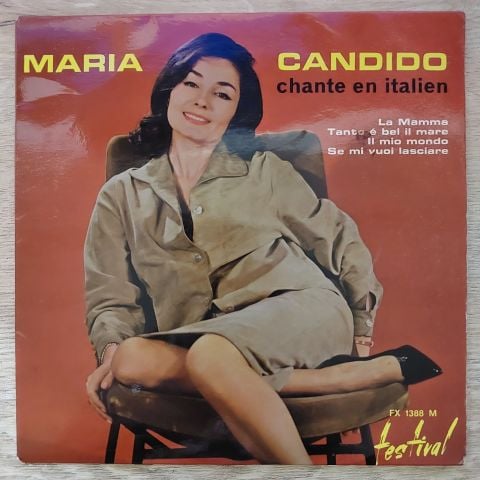 MARIA CANDIDO
chante en italien
La Mamma
Tanto é bel il mare
Il mio mondo
Se mi vuoi lasciare
FX 1388 M
festival